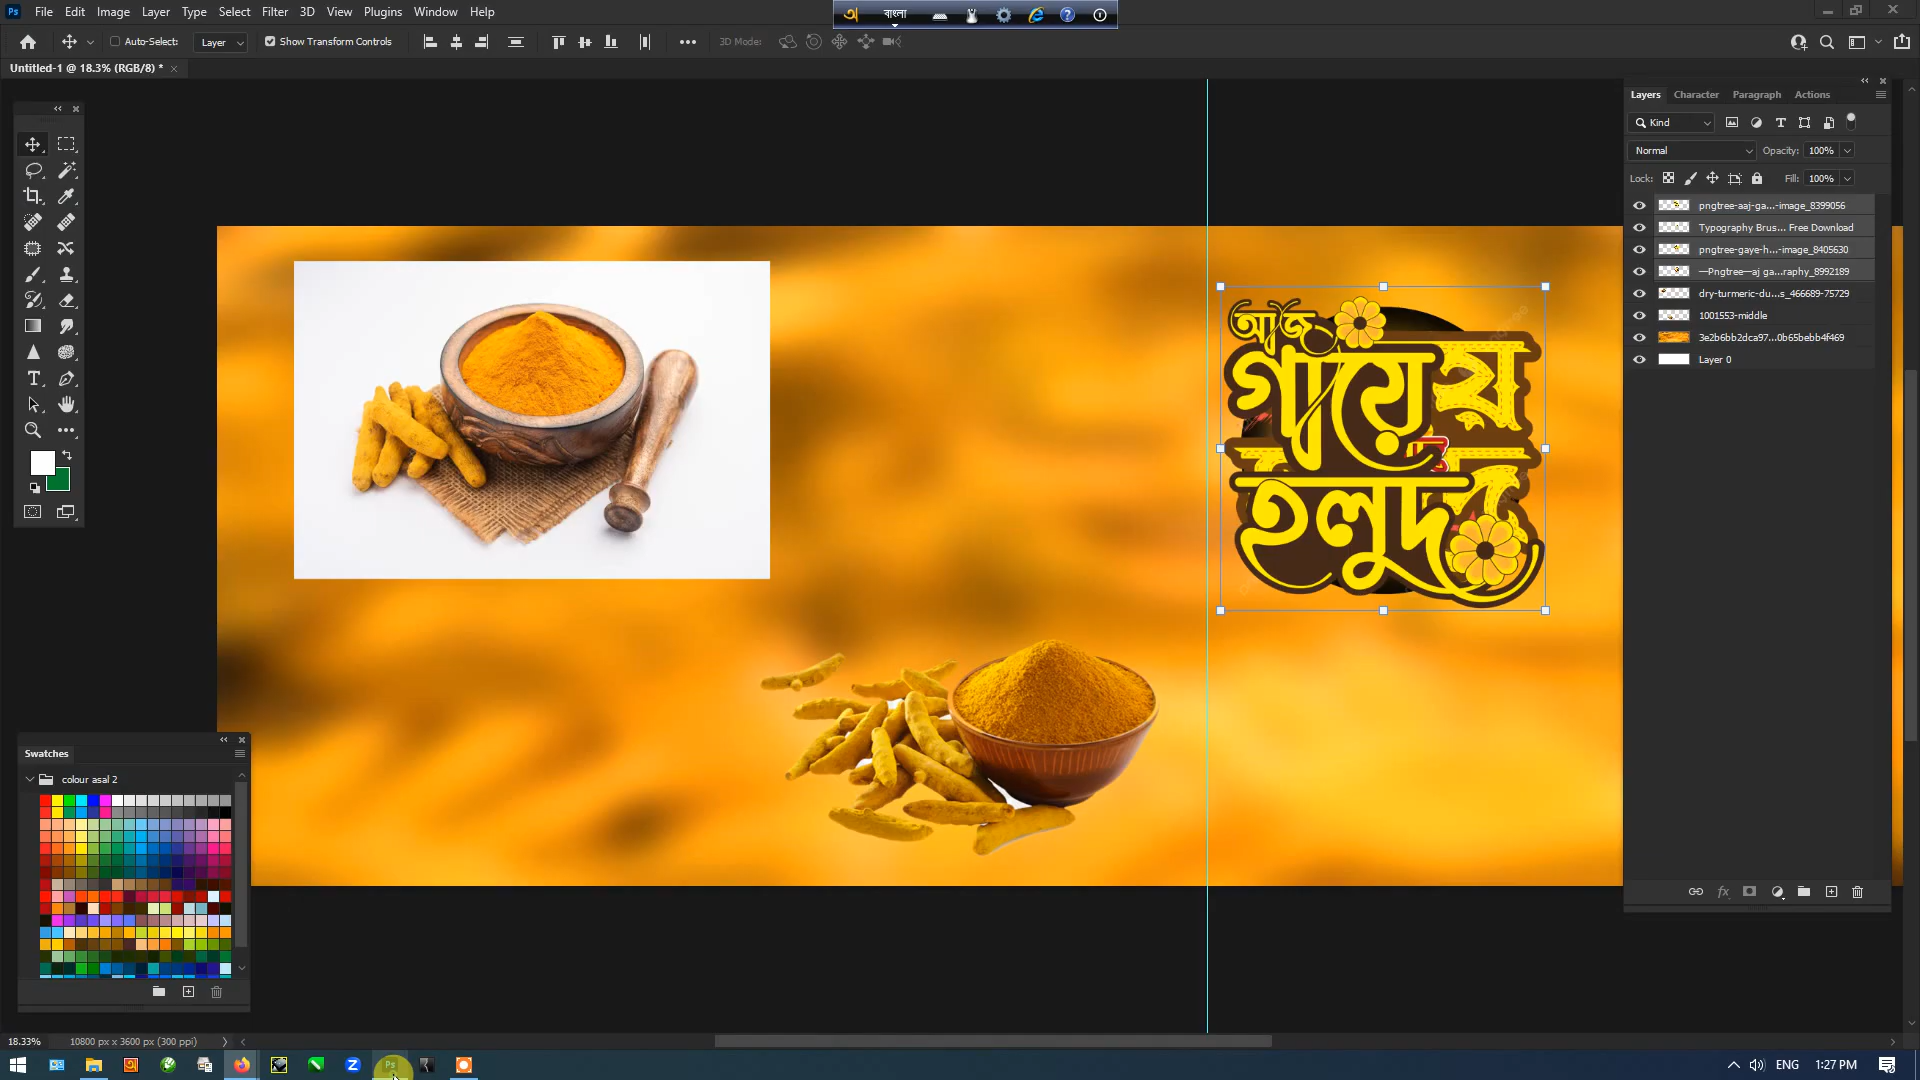 File Edit Image Layer Type Select Filter 3D View Plugins Window Help
বাংলা
Auto-Select: Layer Show Transform Controls 3D Mode:
Untitled-1 @ 18.3% (RGB/8) *
Layers Character Paragraph Actions
Kind
Normal Opacity: 100%
Lock: Fill: 100%
pngtree-aaj-ga...-image_8399056
Typography Brus... Free Download
pngtree-gaye-h...-image_8405630
—Pngtree—aj ga...raphy_8992189
dry-turmeric-du...s_466689-75729
1001553-middle
3e2b6bb2dca97...0b65bebb4f469
Layer 0
আজ
গায়ে
হলুদ
Swatches
colour asal 2
18.33% 10800 px x 3600 px (300 ppi)
ENG 1:27 PM